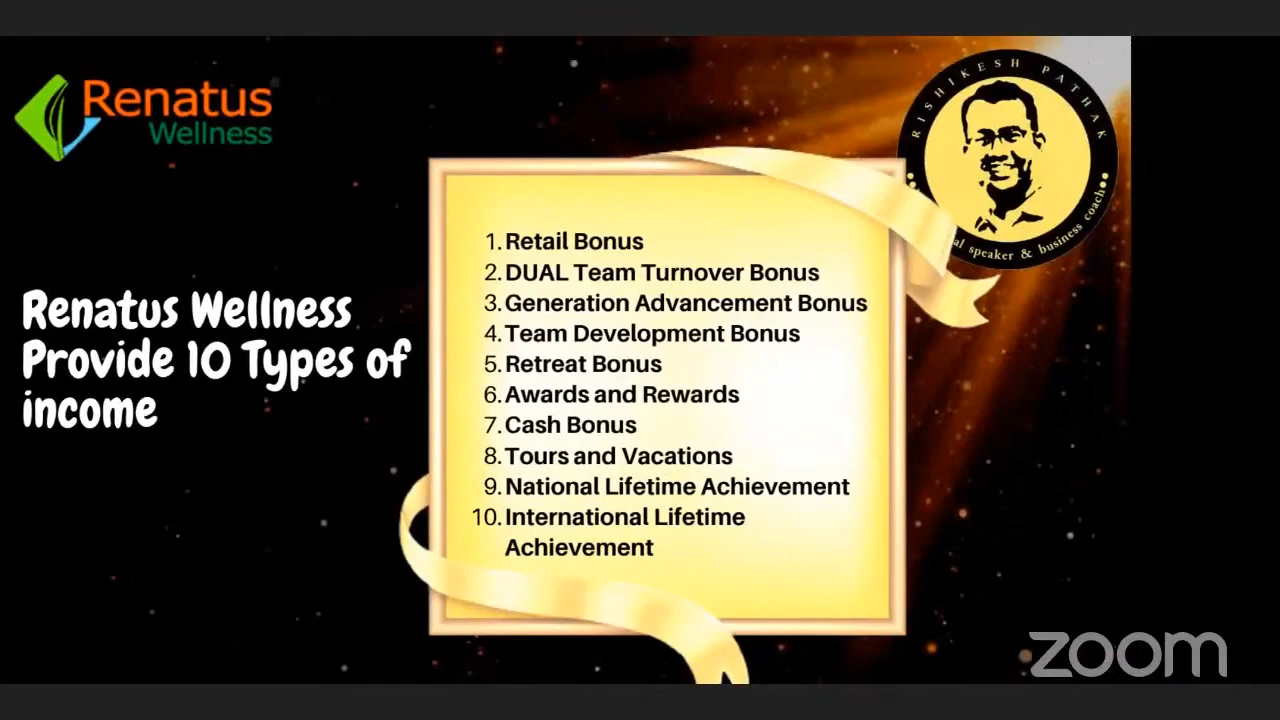 Renatus
Wellness
RISHIKESH PATHAK
speaker & business coach
Renatus Wellness
Provide 10 Types of
income
1. Retail Bonus
2. DUAL Team Turnover Bonus
3. Generation Advancement Bonus
4. Team Development Bonus
5. Retreat Bonus
6. Awards and Rewards
7. Cash Bonus
8. Tours and Vacations
9. National Lifetime Achievement
10. International Lifetime
Achievement
zoom